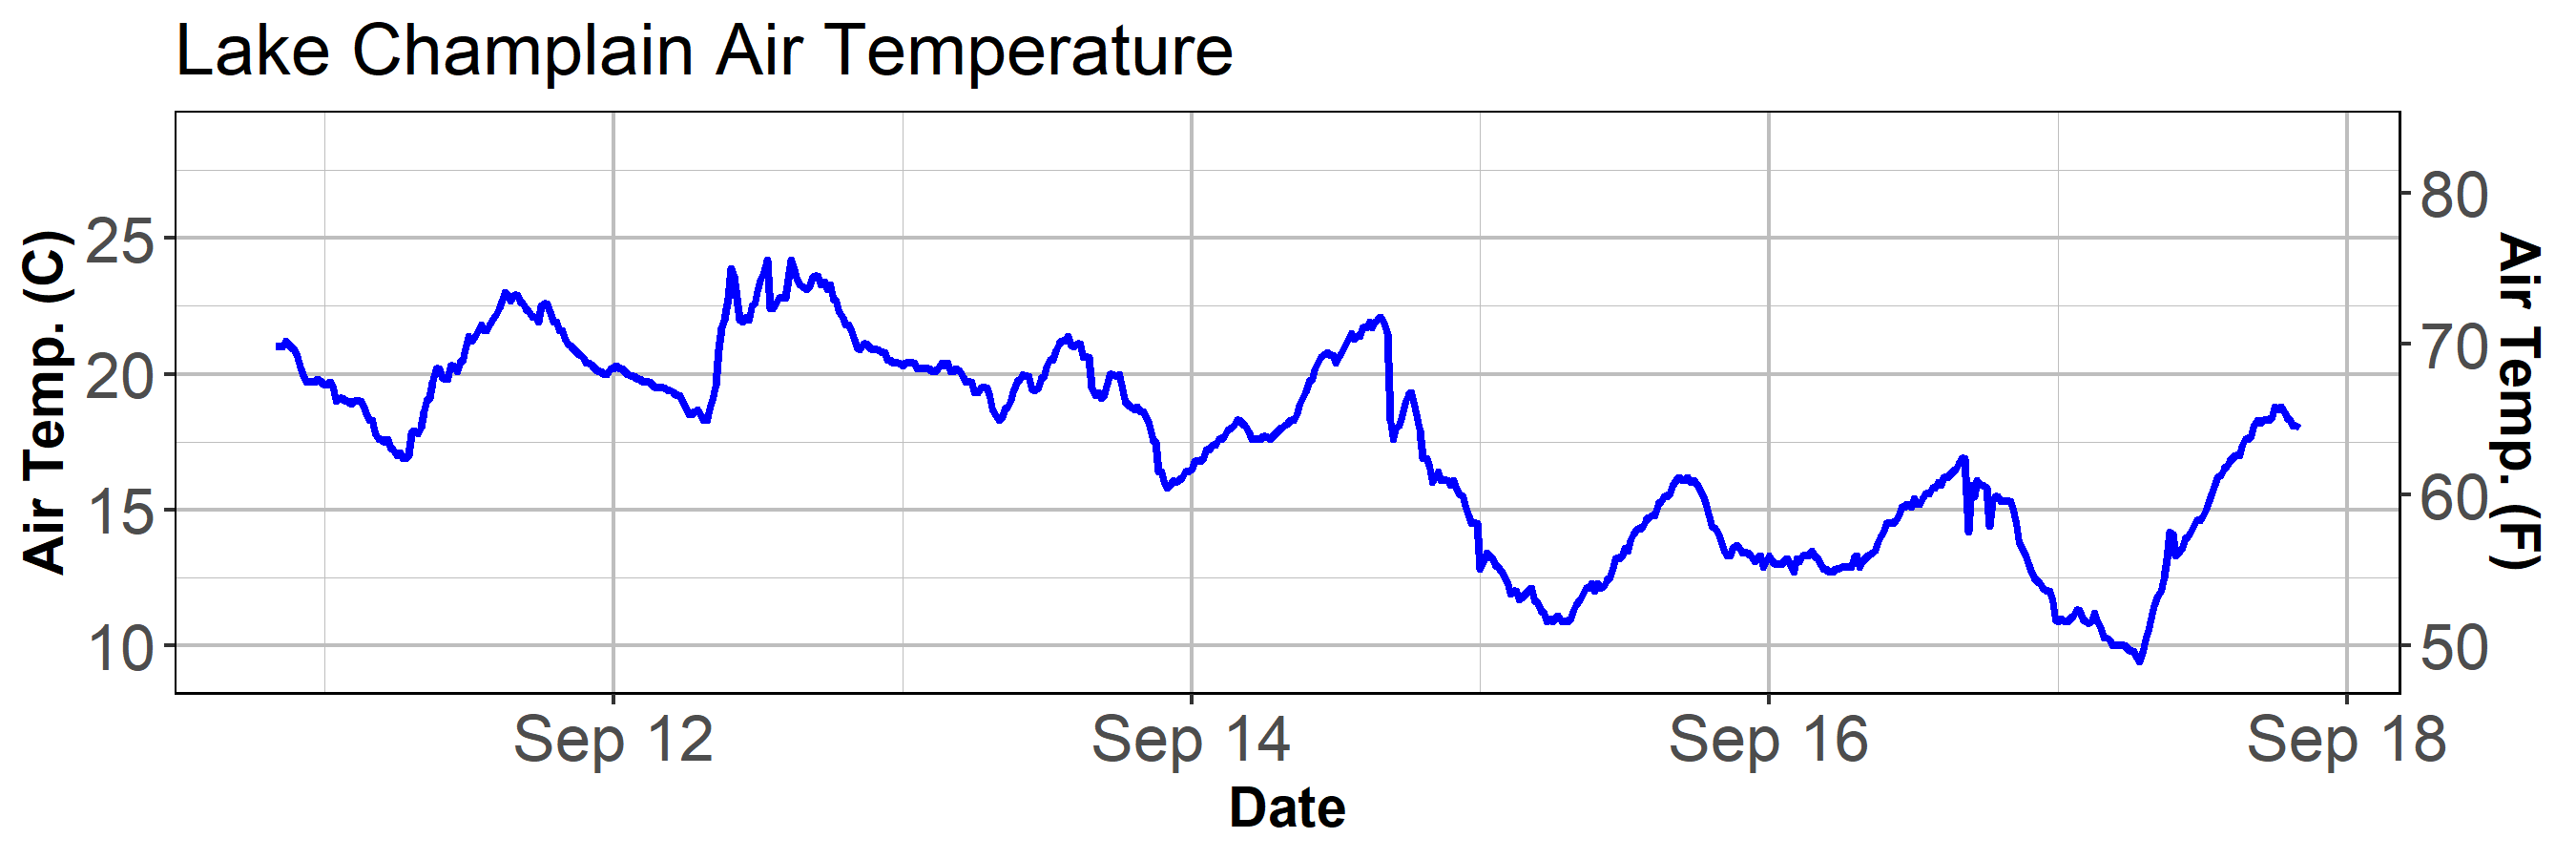 Lake Champlain Air Temperature
Air Temp. (C)
25
20
15
10
80
70
60
50
Air Temp. (F)
Sep 12
Sep 14
Sep 16
Sep 18
Date